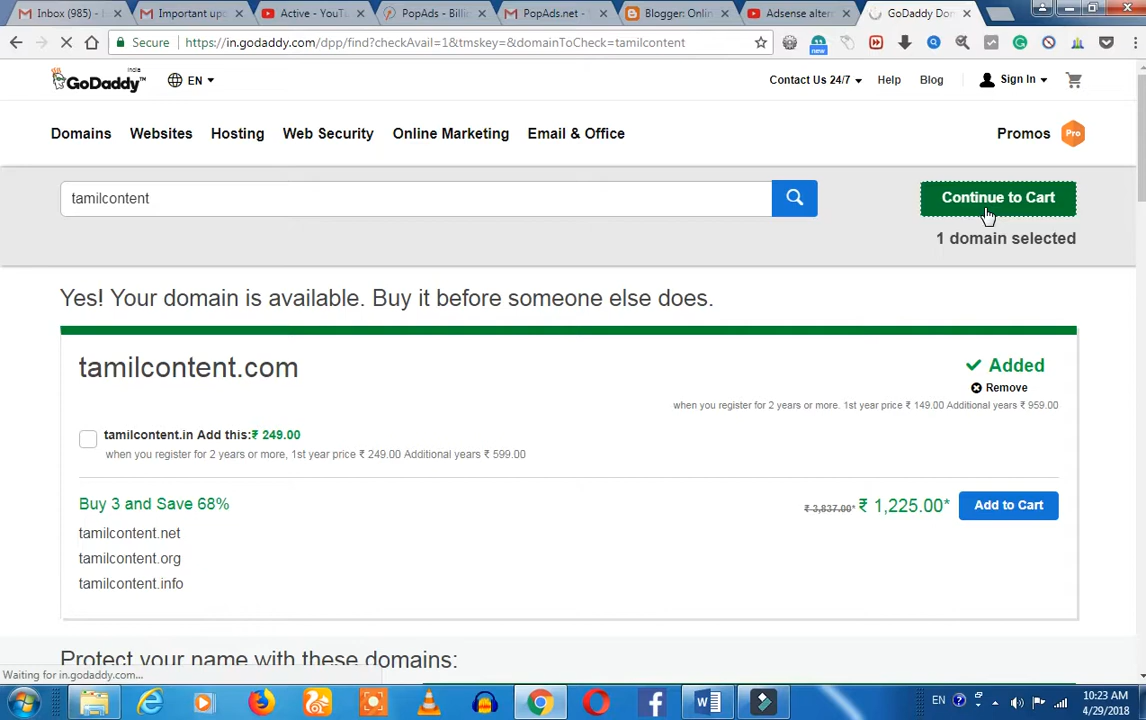 Inbox (985) -
Important up
Active - YouTu
PopAds - Billi
PopAds.net -
Blogger: Onli
Adsense alter
GoDaddy Do
Secure https://in.godaddy.com/dpp/find?checkAvail=1&tmskey=&domainToCheck=tamilcontent
new
India
GoDaddy™ EN Contact Us 24/7 Help Blog Sign In
Domains Websites Hosting Web Security Online Marketing Email & Office Promos Pro
tamilcontent Continue to Cart
1 domain selected
Yes! Your domain is available. Buy it before someone else does.
tamilcontent.com Added
Remove
when you register for 2 years or more. 1st year price ₹ 149.00 Additional years ₹ 959.00
tamilcontent.in Add this:₹ 249.00
when you register for 2 years or more, 1st year price ₹ 249.00 Additional years ₹ 599.00
Buy 3 and Save 68% ₹ 3,837.00* ₹ 1,225.00* Add to Cart
tamilcontent.net
tamilcontent.org
tamilcontent.info
Protect your name with these domains:
Waiting for in.godaddy.com...
EN 10:23 AM
4/29/2018